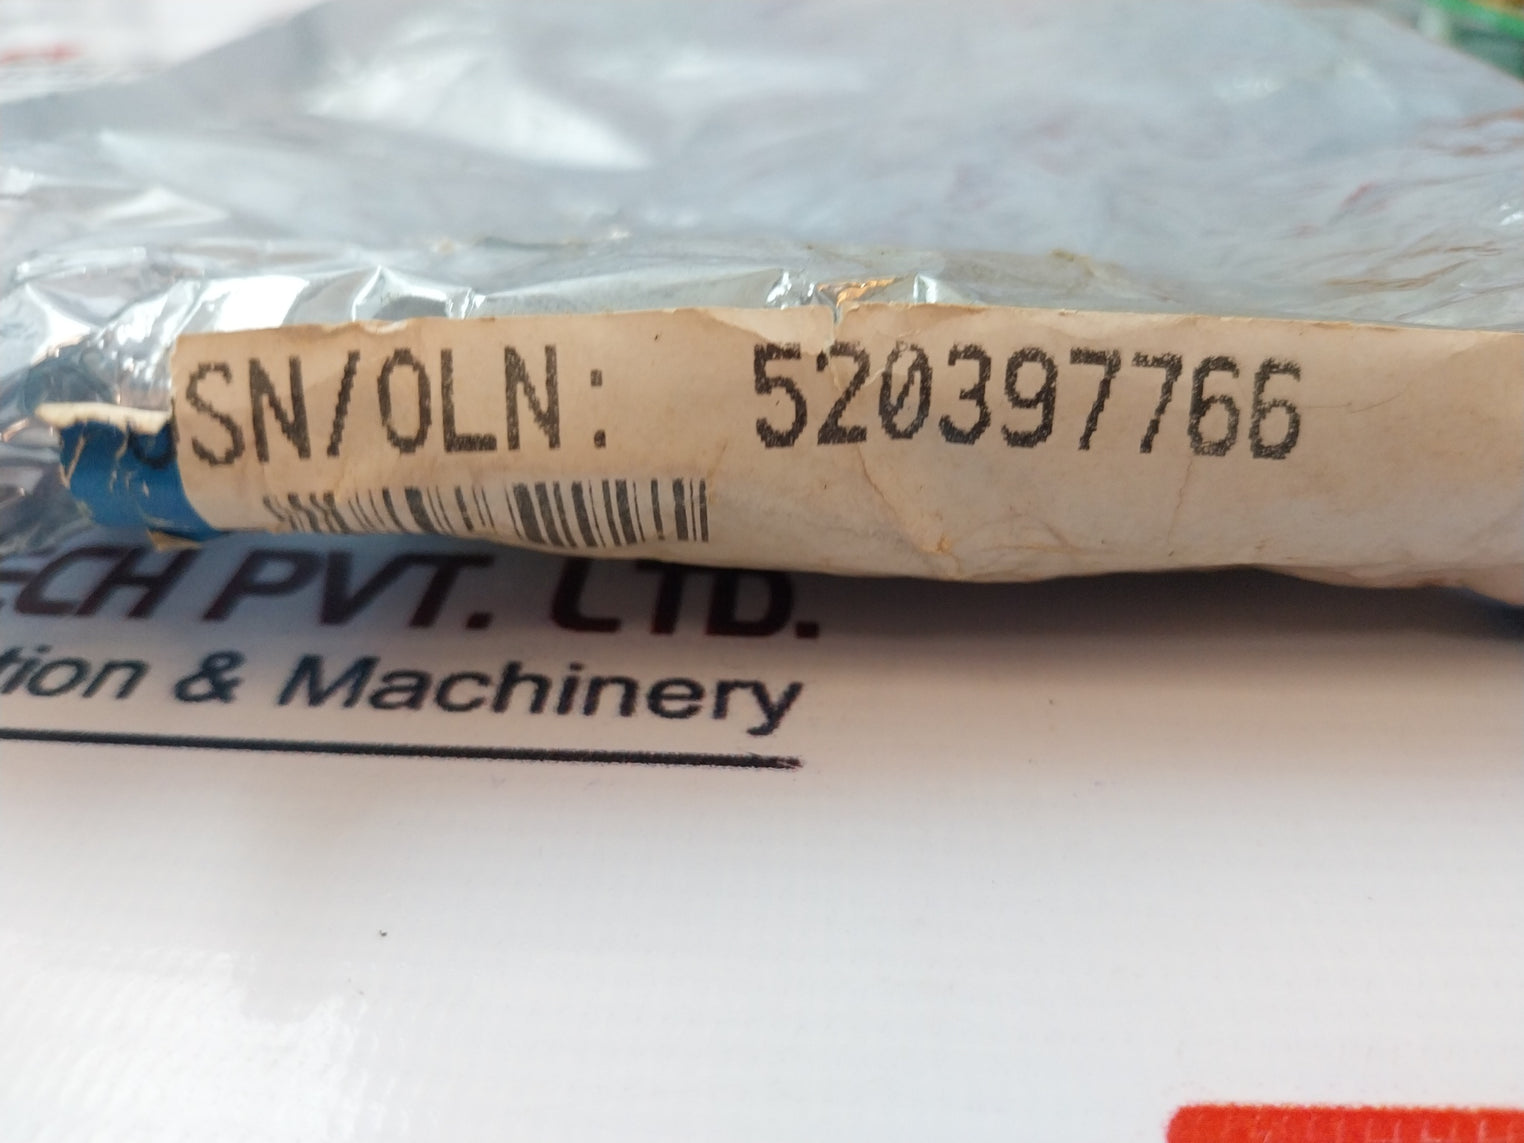 SN/OLN: 520397766
ECH PVT. LTD.
tion & Machinery